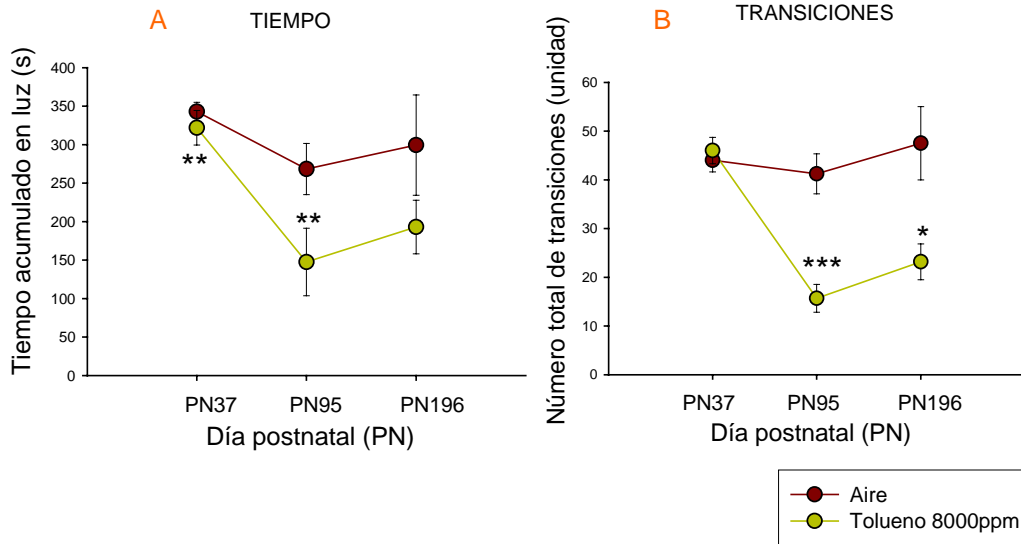 A
TIEMPO
Tiempo acumulado en luz (s)
400
350
300
250
200
150
100
50
0
**
**
PN37 PN95 PN196
Día postnatal (PN)
B
TRANSICIONES
Número total de transiciones (unidad)
60
50
40
30
20
10
0
***
*
PN37 PN95 PN196
Día postnatal (PN)
Aire
Tolueno 8000ppm